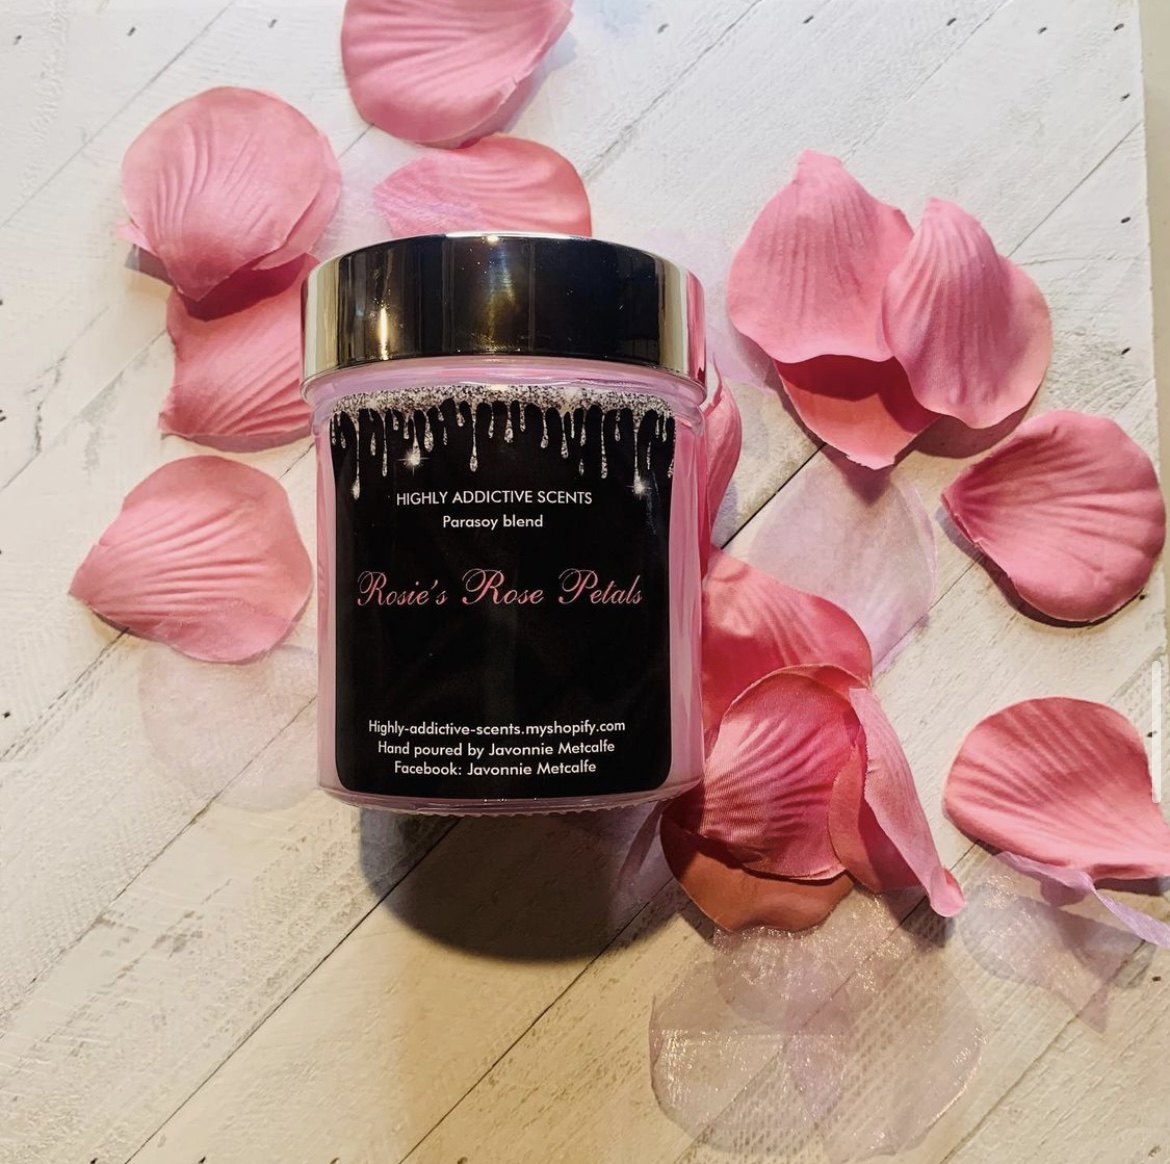 HIGHLY ADDICTIVE SCENTS
Parasoy blend
Rosie's Rose Petals
Highly-addictive-scents.myshopify.com
Hand poured by Javonnie Metcalfe
Facebook: Javonnie Metcalfe